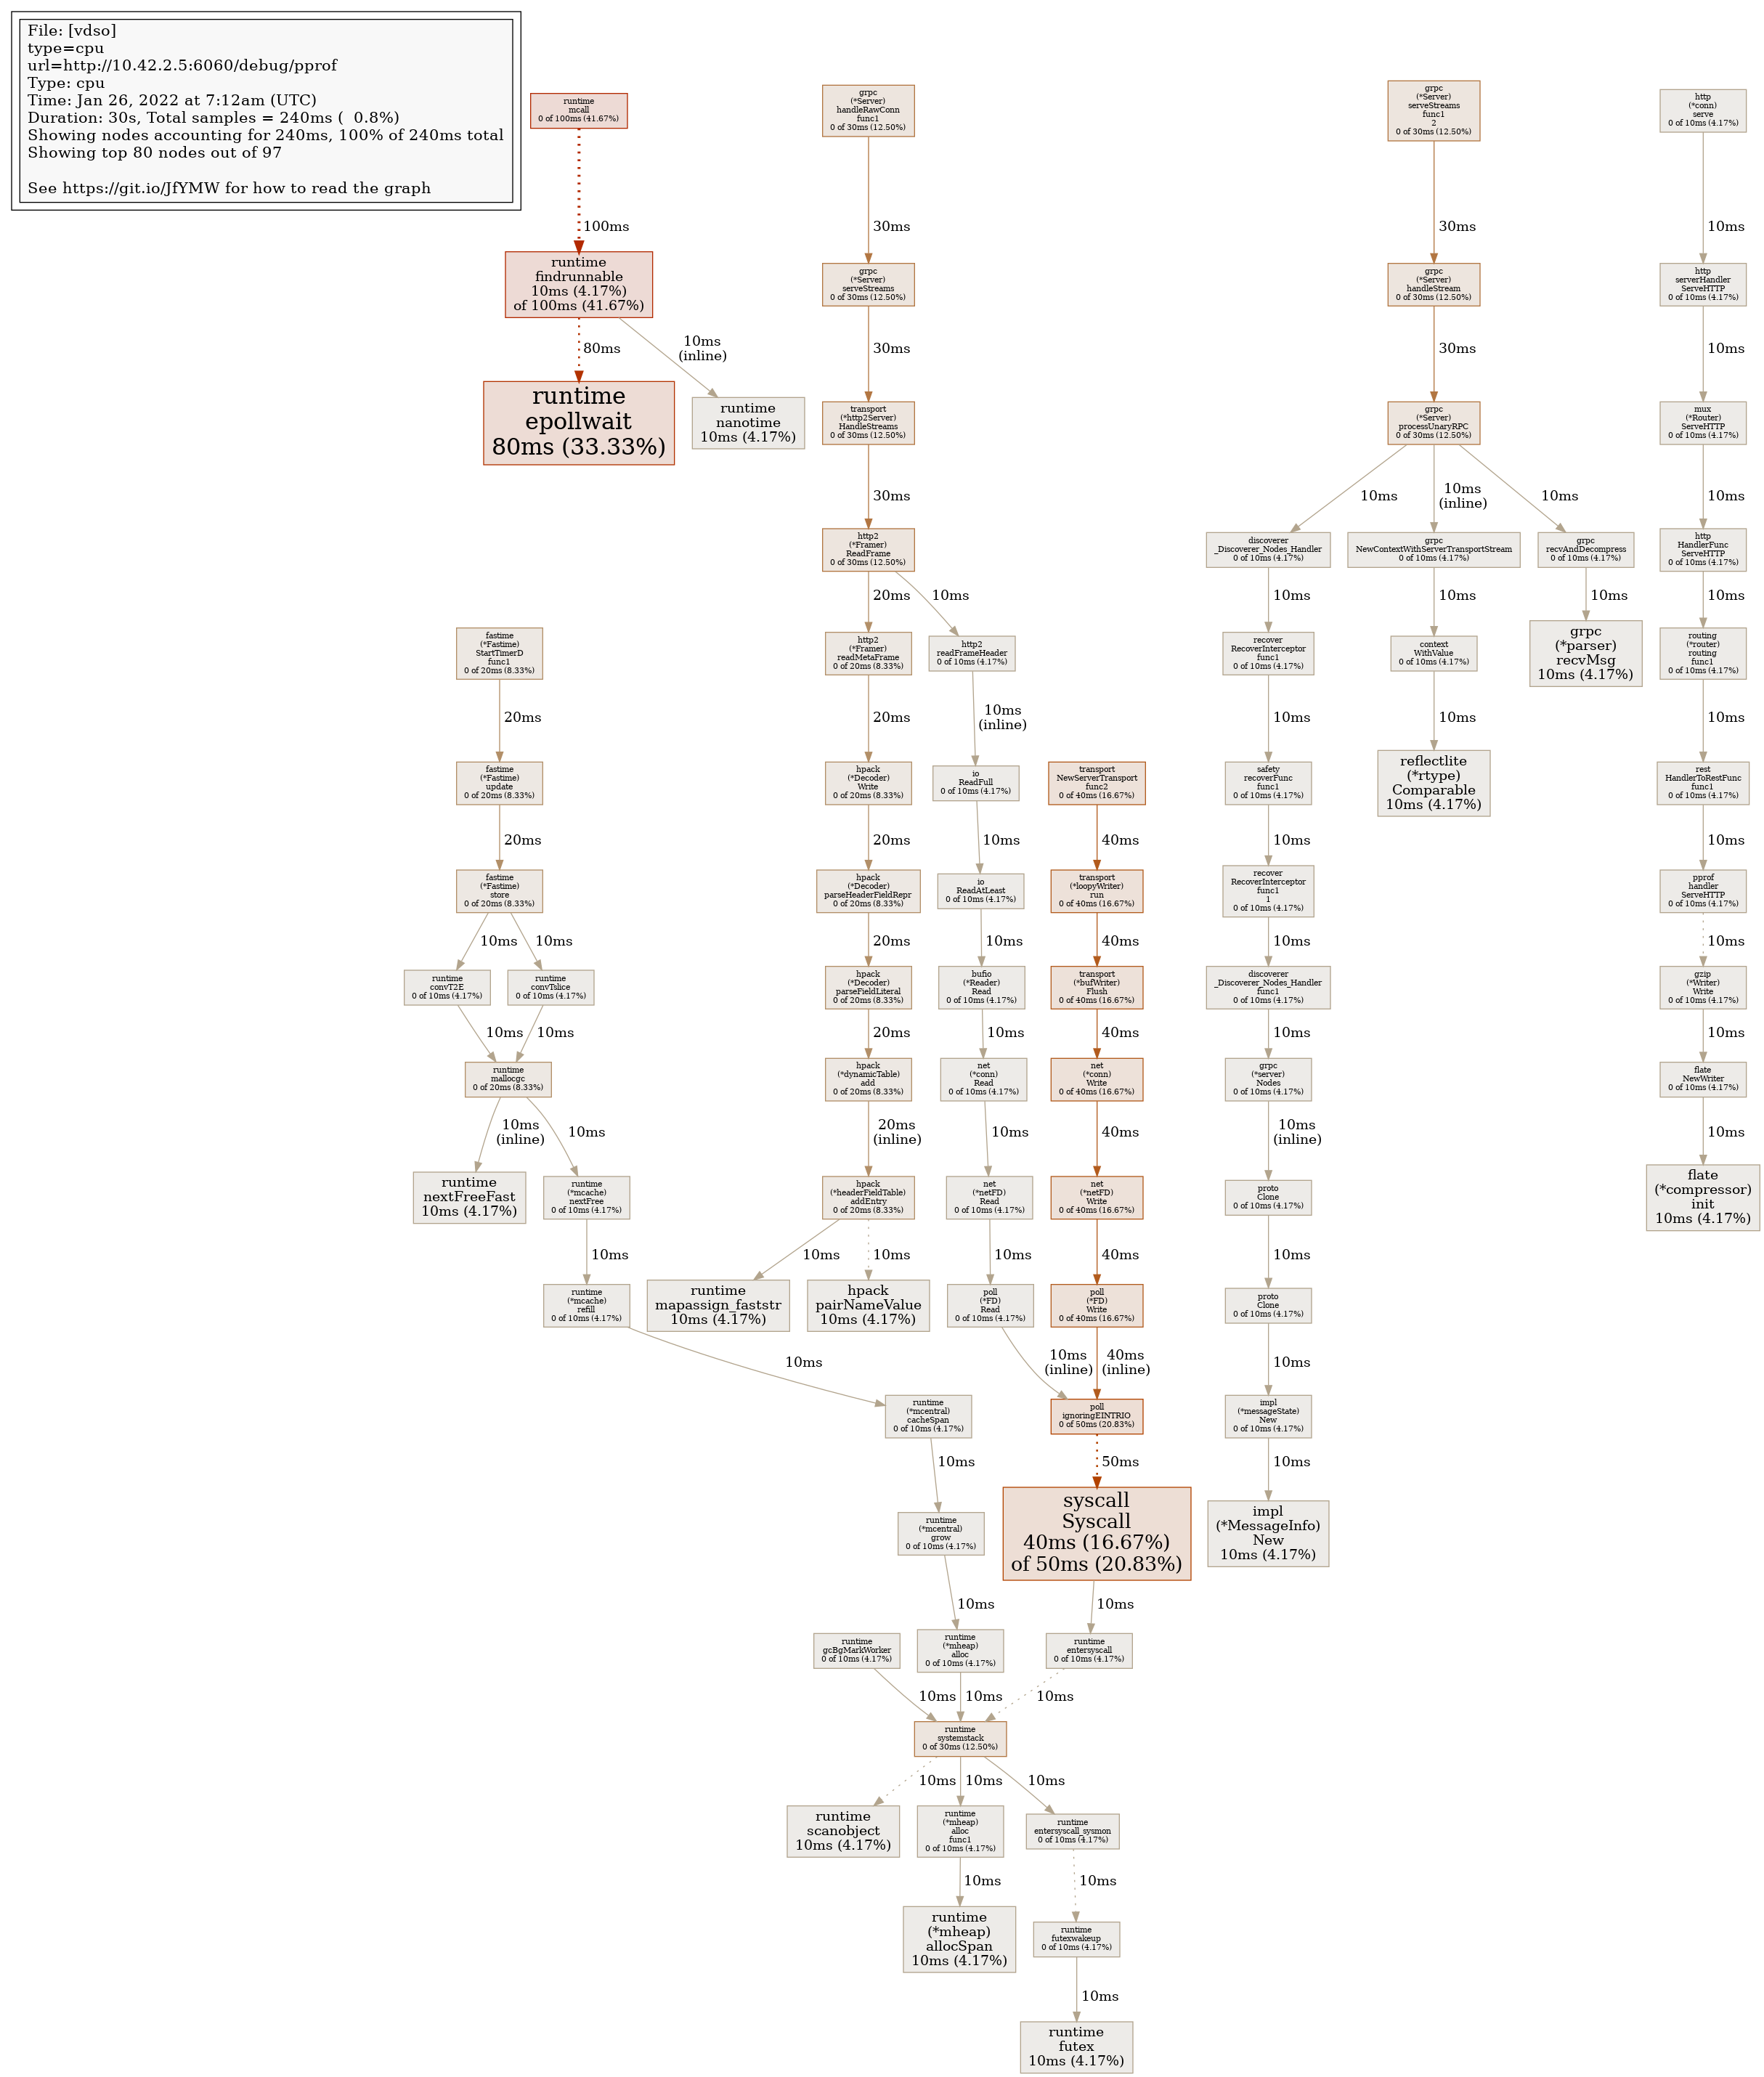 File: [vdso]
type=cpu
url=http://10.42.2.5:6060/debug/pprof
Type: cpu
Time: Jan 26, 2022 at 7:12am (UTC)
Duration: 30s, Total samples = 240ms ( 0.8%)
Showing nodes accounting for 240ms, 100% of 240ms total
Showing top 80 nodes out of 97
See https://git.io/JfYMW for how to read the graph
runtime
mcall
0 of 100ms (41.67%)
100ms
runtime
findrunnable
10ms (4.17%)
of 100ms (41.67%)
80ms
10ms
(inline)
runtime
epollwait
80ms (33.33%)
runtime
nanotime
10ms (4.17%)
grpc
(*Server)
handleRawConn
func1
0 of 30ms (12.50%)
30ms
grpc
(*Server)
serveStreams
0 of 30ms (12.50%)
30ms
transport
(*http2Server)
HandleStreams
0 of 30ms (12.50%)
30ms
http2
(*Framer)
ReadFrame
0 of 30ms (12.50%)
20ms
10ms
http2
(*Framer)
readMetaFrame
0 of 20ms (8.33%)
20ms
hpack
(*Decoder)
Write
0 of 20ms (8.33%)
20ms
hpack
(*Decoder)
parseHeaderFieldRepr
0 of 20ms (8.33%)
20ms
hpack
(*Decoder)
parseFieldLiteral
0 of 20ms (8.33%)
20ms
hpack
(*dynamicTable)
add
0 of 20ms (8.33%)
20ms
(inline)
hpack
(*headerFieldTable)
addEntry
0 of 20ms (8.33%)
10ms
10ms
runtime
mapassign_faststr
10ms (4.17%)
hpack
pairNameValue
10ms (4.17%)
http2
readFrameHeader
0 of 10ms (4.17%)
10ms
(inline)
io
ReadFull
0 of 10ms (4.17%)
10ms
io
ReadAtLeast
0 of 10ms (4.17%)
10ms
bufio
(*Reader)
Read
0 of 10ms (4.17%)
10ms
net
(*conn)
Read
0 of 10ms (4.17%)
10ms
net
(*netFD)
Read
0 of 10ms (4.17%)
10ms
poll
(*FD)
Read
0 of 10ms (4.17%)
10ms
(inline)
transport
NewServerTransport
func2
0 of 40ms (16.67%)
40ms
transport
(*loopyWriter)
run
0 of 40ms (16.67%)
40ms
transport
(*bufWriter)
Flush
0 of 40ms (16.67%)
40ms
net
(*conn)
Write
0 of 40ms (16.67%)
40ms
net
(*netFD)
Write
0 of 40ms (16.67%)
40ms
poll
(*FD)
Write
0 of 40ms (16.67%)
40ms
(inline)
poll
ignoringEINTRIO
0 of 50ms (20.83%)
50ms
syscall
Syscall
40ms (16.67%)
of 50ms (20.83%)
10ms
runtime
entersyscall
0 of 10ms (4.17%)
10ms
fastime
(*Fastime)
StartTimerD
func1
0 of 20ms (8.33%)
20ms
fastime
(*Fastime)
update
0 of 20ms (8.33%)
20ms
fastime
(*Fastime)
store
0 of 20ms (8.33%)
10ms
10ms
runtime
convT2E
0 of 10ms (4.17%)
runtime
convTslice
0 of 10ms (4.17%)
10ms
10ms
runtime
mallocgc
0 of 20ms (8.33%)
10ms
(inline)
10ms
runtime
nextFreeFast
10ms (4.17%)
runtime
(*mcache)
nextFree
0 of 10ms (4.17%)
10ms
runtime
(*mcache)
refill
0 of 10ms (4.17%)
10ms
runtime
(*mcentral)
cacheSpan
0 of 10ms (4.17%)
10ms
runtime
(*mcentral)
grow
0 of 10ms (4.17%)
10ms
runtime
gcBgMarkWorker
0 of 10ms (4.17%)
10ms
runtime
(*mheap)
alloc
0 of 10ms (4.17%)
10ms
runtime
systemstack
0 of 30ms (12.50%)
10ms
10ms
10ms
runtime
scanobject
10ms (4.17%)
runtime
(*mheap)
alloc
func1
0 of 10ms (4.17%)
10ms
runtime
(*mheap)
allocSpan
10ms (4.17%)
runtime
entersyscall_sysmon
0 of 10ms (4.17%)
10ms
runtime
futexwakeup
0 of 10ms (4.17%)
10ms
runtime
futex
10ms (4.17%)
grpc
(*Server)
serveStreams
func1
2
0 of 30ms (12.50%)
30ms
grpc
(*Server)
handleStream
0 of 30ms (12.50%)
30ms
grpc
(*Server)
processUnaryRPC
0 of 30ms (12.50%)
10ms
10ms
(inline)
10ms
discoverer
_Discoverer_Nodes_Handler
0 of 10ms (4.17%)
10ms
recover
RecoverInterceptor
func1
0 of 10ms (4.17%)
10ms
safety
recoverFunc
func1
0 of 10ms (4.17%)
10ms
recover
RecoverInterceptor
func1
1
0 of 10ms (4.17%)
10ms
discoverer
_Discoverer_Nodes_Handler
func1
0 of 10ms (4.17%)
10ms
grpc
(*server)
Nodes
0 of 10ms (4.17%)
10ms
(inline)
proto
Clone
0 of 10ms (4.17%)
10ms
proto
Clone
0 of 10ms (4.17%)
10ms
impl
(*messageState)
New
0 of 10ms (4.17%)
10ms
impl
(*MessageInfo)
New
10ms (4.17%)
grpc
NewContextWithServerTransportStream
0 of 10ms (4.17%)
10ms
context
WithValue
0 of 10ms (4.17%)
10ms
reflectlite
(*rtype)
Comparable
10ms (4.17%)
grpc
recvAndDecompress
0 of 10ms (4.17%)
10ms
grpc
(*parser)
recvMsg
10ms (4.17%)
http
(*conn)
serve
0 of 10ms (4.17%)
10ms
http
serverHandler
ServeHTTP
0 of 10ms (4.17%)
10ms
mux
(*Router)
ServeHTTP
0 of 10ms (4.17%)
10ms
http
HandlerFunc
ServeHTTP
0 of 10ms (4.17%)
10ms
routing
(*router)
routing
func1
0 of 10ms (4.17%)
10ms
rest
HandlerToRestFunc
func1
0 of 10ms (4.17%)
10ms
pprof
handler
ServeHTTP
0 of 10ms (4.17%)
10ms
gzip
(*Writer)
Write
0 of 10ms (4.17%)
10ms
flate
NewWriter
0 of 10ms (4.17%)
10ms
flate
(*compressor)
init
10ms (4.17%)